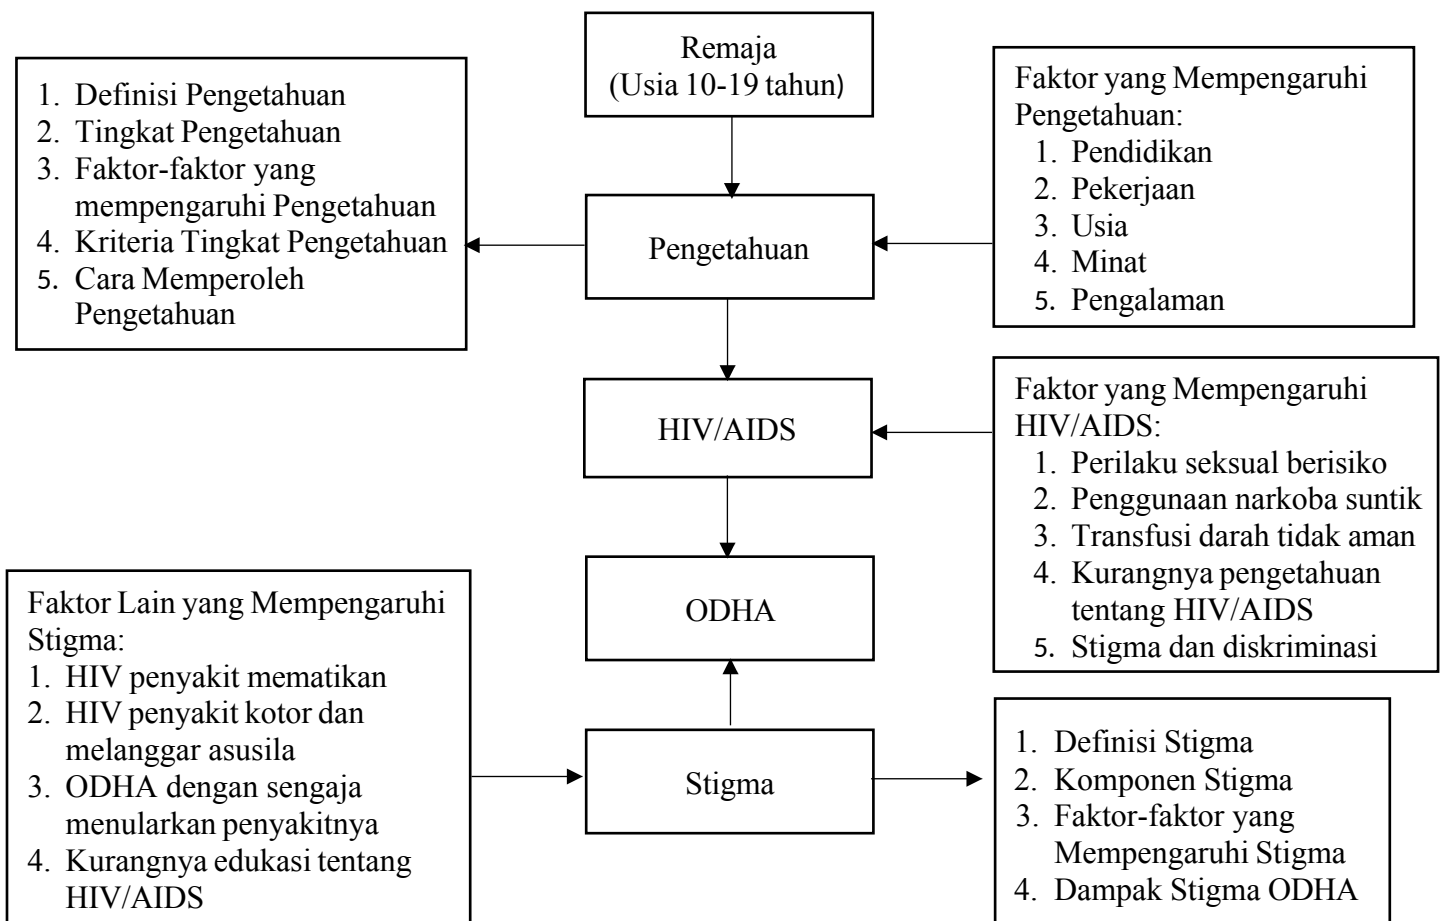 Remaja
(Usia 10-19 tahun)
1. Definisi Pengetahuan
2. Tingkat Pengetahuan
3. Faktor-faktor yang
mempengaruhi Pengetahuan
4. Kriteria Tingkat Pengetahuan
5. Cara Memperoleh
Pengetahuan
Pengetahuan
Faktor yang Mempengaruhi
Pengetahuan:
1. Pendidikan
2. Pekerjaan
3. Usia
4. Minat
5. Pengalaman
HIV/AIDS
Faktor yang Mempengaruhi
HIV/AIDS:
1. Perilaku seksual berisiko
2. Penggunaan narkoba suntik
3. Transfusi darah tidak aman
4. Kurangnya pengetahuan
tentang HIV/AIDS
5. Stigma dan diskriminasi
ODHA
Faktor Lain yang Mempengaruhi
Stigma:
1. HIV penyakit mematikan
2. HIV penyakit kotor dan
melanggar asusila
3. ODHA dengan sengaja
menularkan penyakitnya
4. Kurangnya edukasi tentang
HIV/AIDS
Stigma
1. Definisi Stigma
2. Komponen Stigma
3. Faktor-faktor yang
Mempengaruhi Stigma
4. Dampak Stigma ODHA